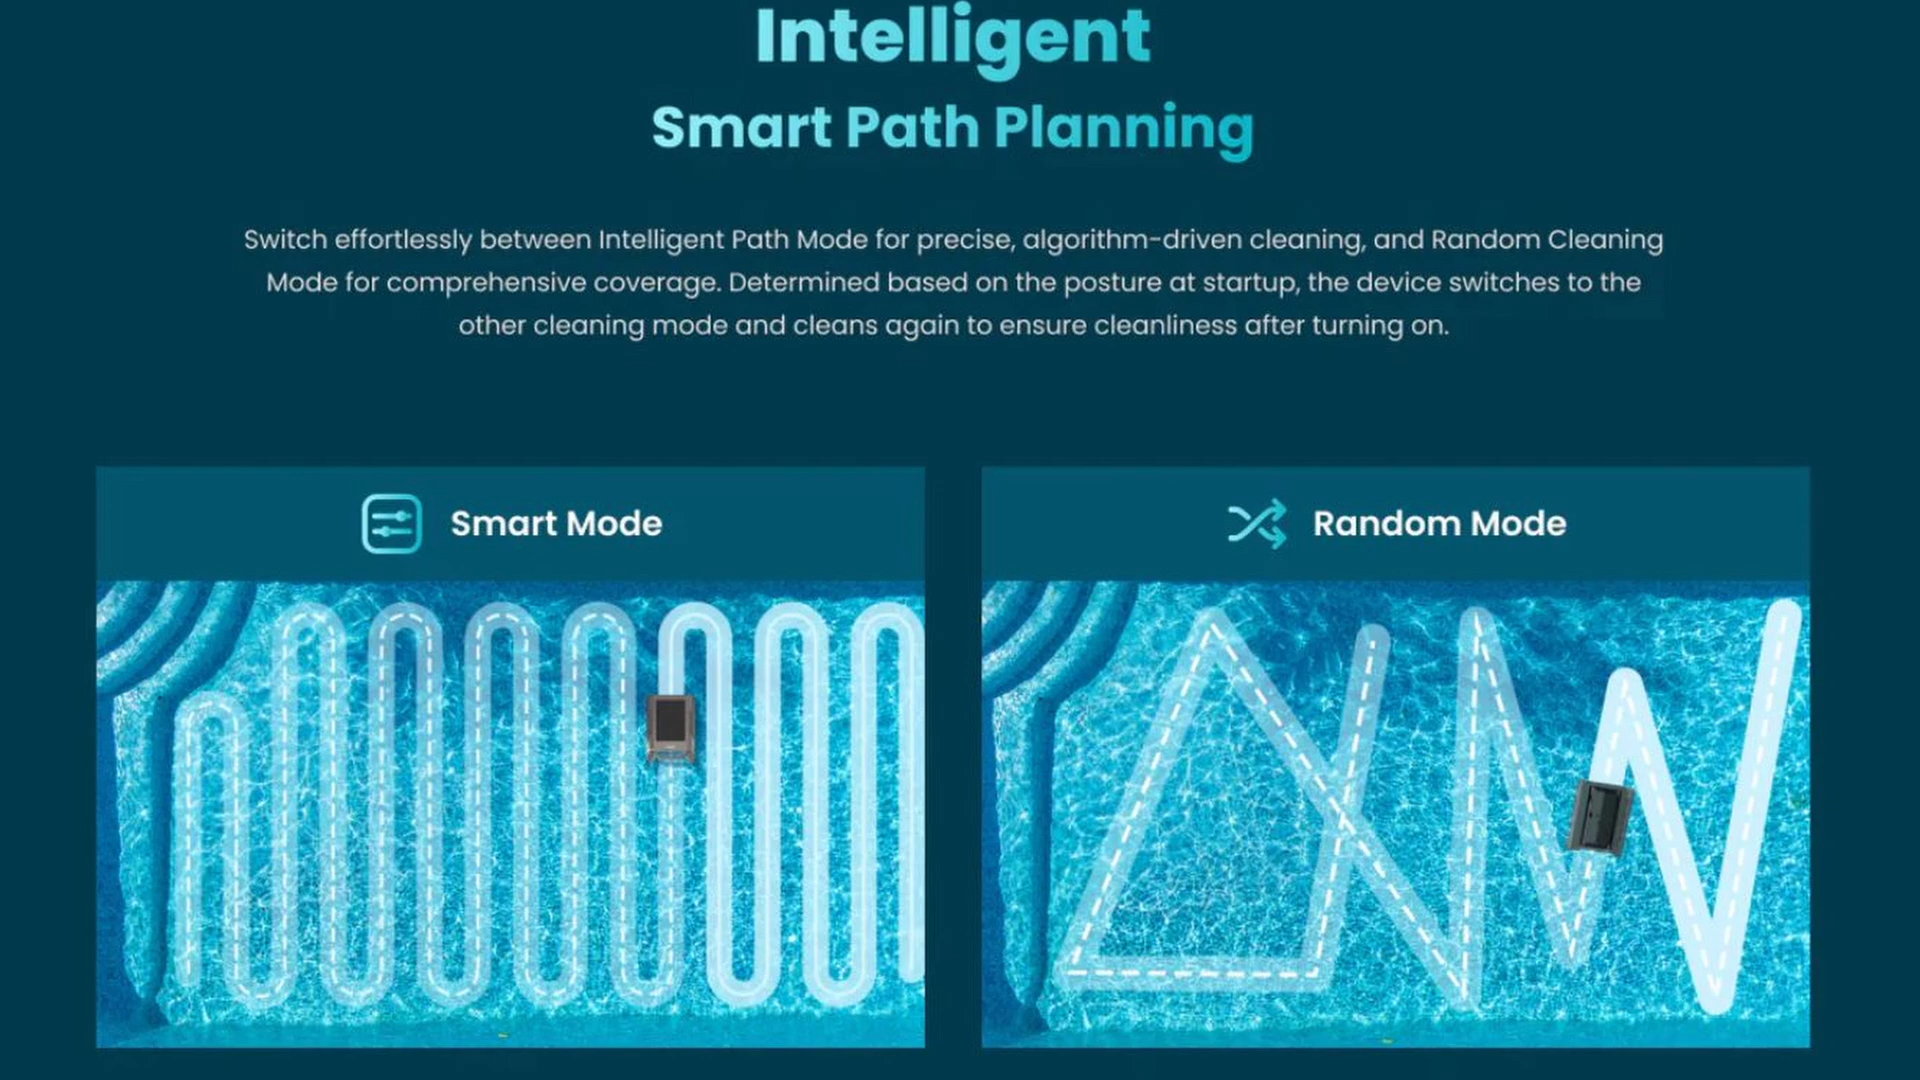 Intelligent
Smart Path Planning
Switch effortlessly between Intelligent Path Mode for precise, algorithm-driven cleaning, and Random Cleaning
Mode for comprehensive coverage. Determined based on the posture at startup, the device switches to the
other cleaning mode and cleans again to ensure cleanliness after turning on.
Smart Mode
Random Mode